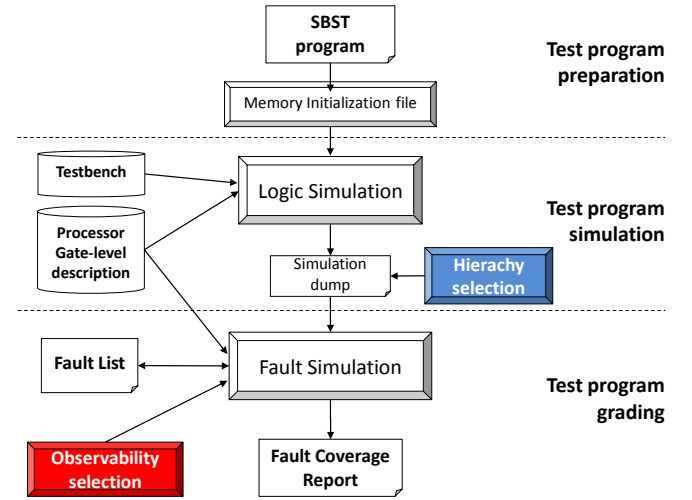 SBST
program
Test program
preparation
Memory Initialization file
Testbench
Logic Simulation
Processor
Gate-level
description
Test program
simulation
Simulation
dump
Hierachy
selection
Fault List
Fault Simulation
Test program
grading
Observability
selection
Fault Coverage
Report